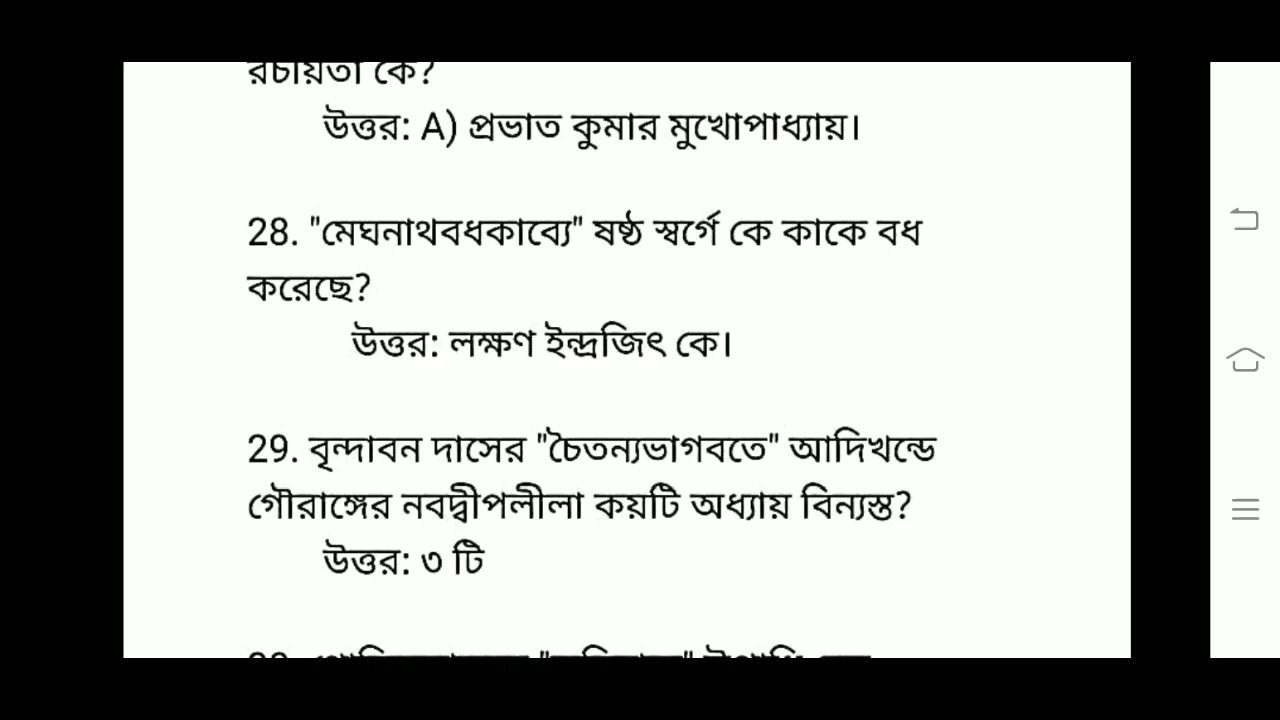 রচয়িতা কে?
উত্তর: A) প্রভাত কুমার মুখোপাধ্যায়।
28. "মেঘনাথবধকাব্যে" ষষ্ঠ স্বর্গে কে কাকে বধ
করেছে?
উত্তর: লক্ষণ ইন্দ্রজিৎ কে।
29. বৃন্দাবন দাসের "চৈতন্যভাগবতে" আদিখন্ডে
গৌরাঙ্গের নবদ্বীপলীলা কয়টি অধ্যায় বিন্যস্ত?
উত্তর: ৩ টি